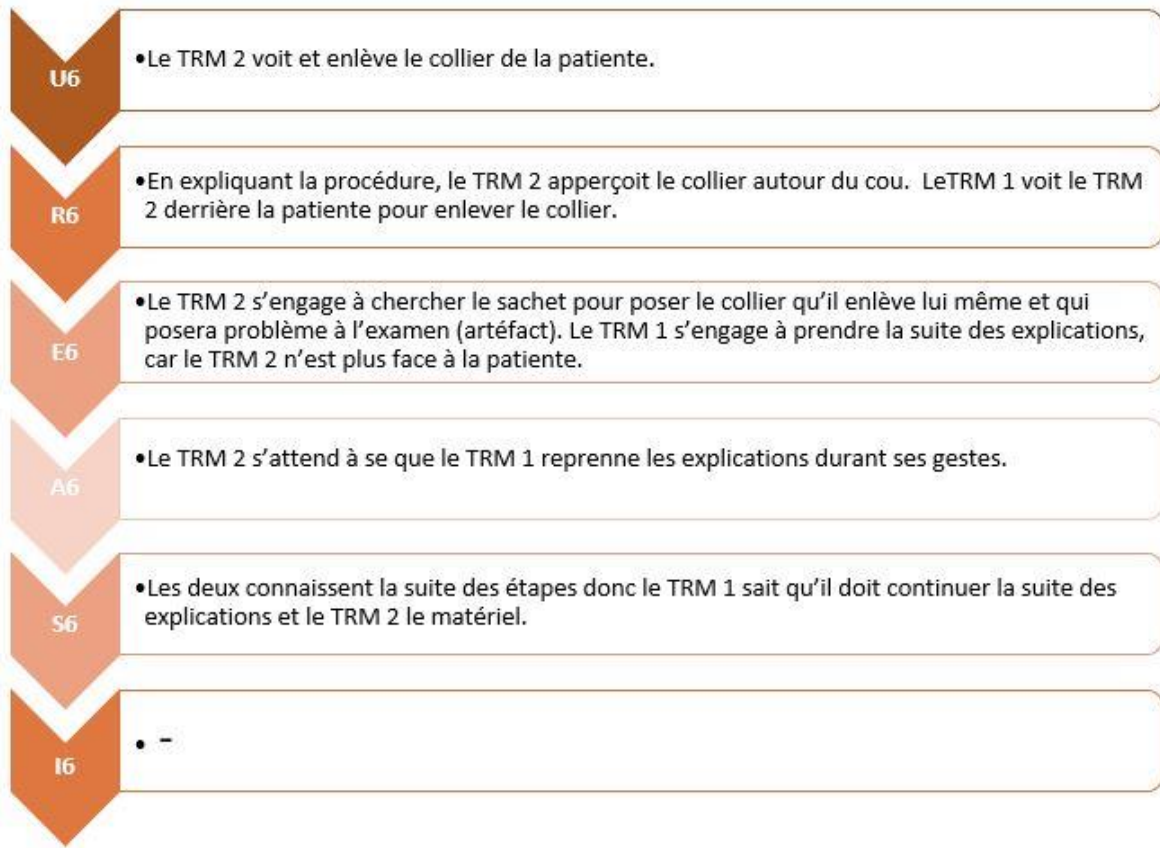 U6
•Le TRM 2 voit et enlève le collier de la patiente.
R6
•En expliquant la procédure, le TRM 2 apperçoit le collier autour du cou.  LeTRM 1 voit le TRM
2 derrière la patiente pour enlever le collier.
E6
•Le TRM 2 s’engage à chercher le sachet pour poser le collier qu’il enlève lui même et qui
posera problème à l’examen (artéfact). Le TRM 1 s’engage à prendre la suite des explications,
car le TRM 2 n’est plus face à la patiente.
A6
•Le TRM 2 s’attend à se que le TRM 1 reprenne les explications durant ses gestes.
S6
•Les deux connaissent la suite des étapes donc le TRM 1 sait qu’il doit continuer la suite des
explications et le TRM 2 le matériel.
I6
• -